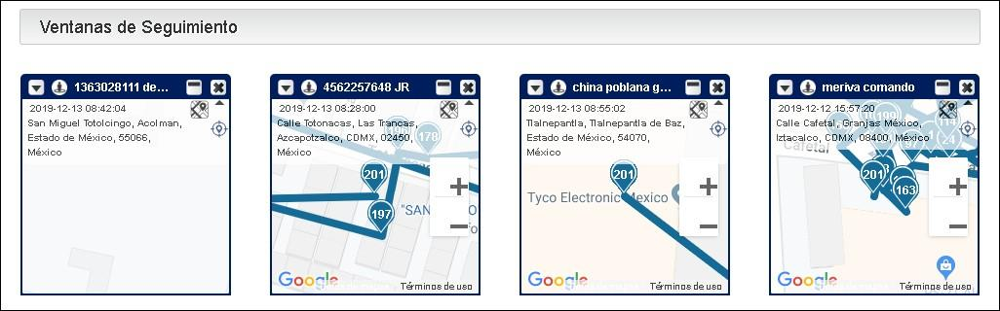 Ventanas de Seguimiento
1363028111 de...
2019-12-13 08:42:04
San Miguel Totolcingo, Acolman,
Estado de México, 55066,
México
4562257648 JR
2019-12-13 08:28:00
Calle Totonacas, Las Trancas,
Azcapotzalco, CDMX, 02450,
México
178
201
197
"SAN
Google
Términos de uso
china poblana g...
2019-12-13 08:55:02
Tlalnepantla, Tlalnepantla de Baz,
Estado de México, 54070,
México
201
Tyco Electronic Mexico
Google
Términos de uso
meriva comando
2019-12-12 15:57:20
Calle Cafetal, Granjas México,
Iztacalco, CDMX, 08400, México
199
114
Cafetal
24
201
163
Google
Términos de uso